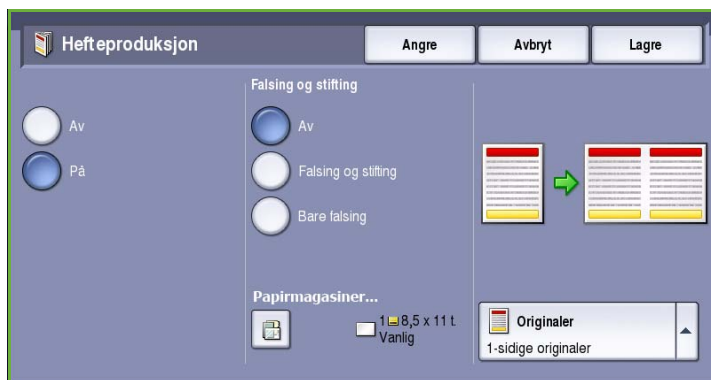 Hefteproduksjon
Angre
Avbryt
Lagre
Av
På
Falsing og stifting
Av
Falsing og stifting
Bare falsing
Papirmagasiner...
1 8,5 x 11 t.
Vanlig
Originaler
1-sidige originaler